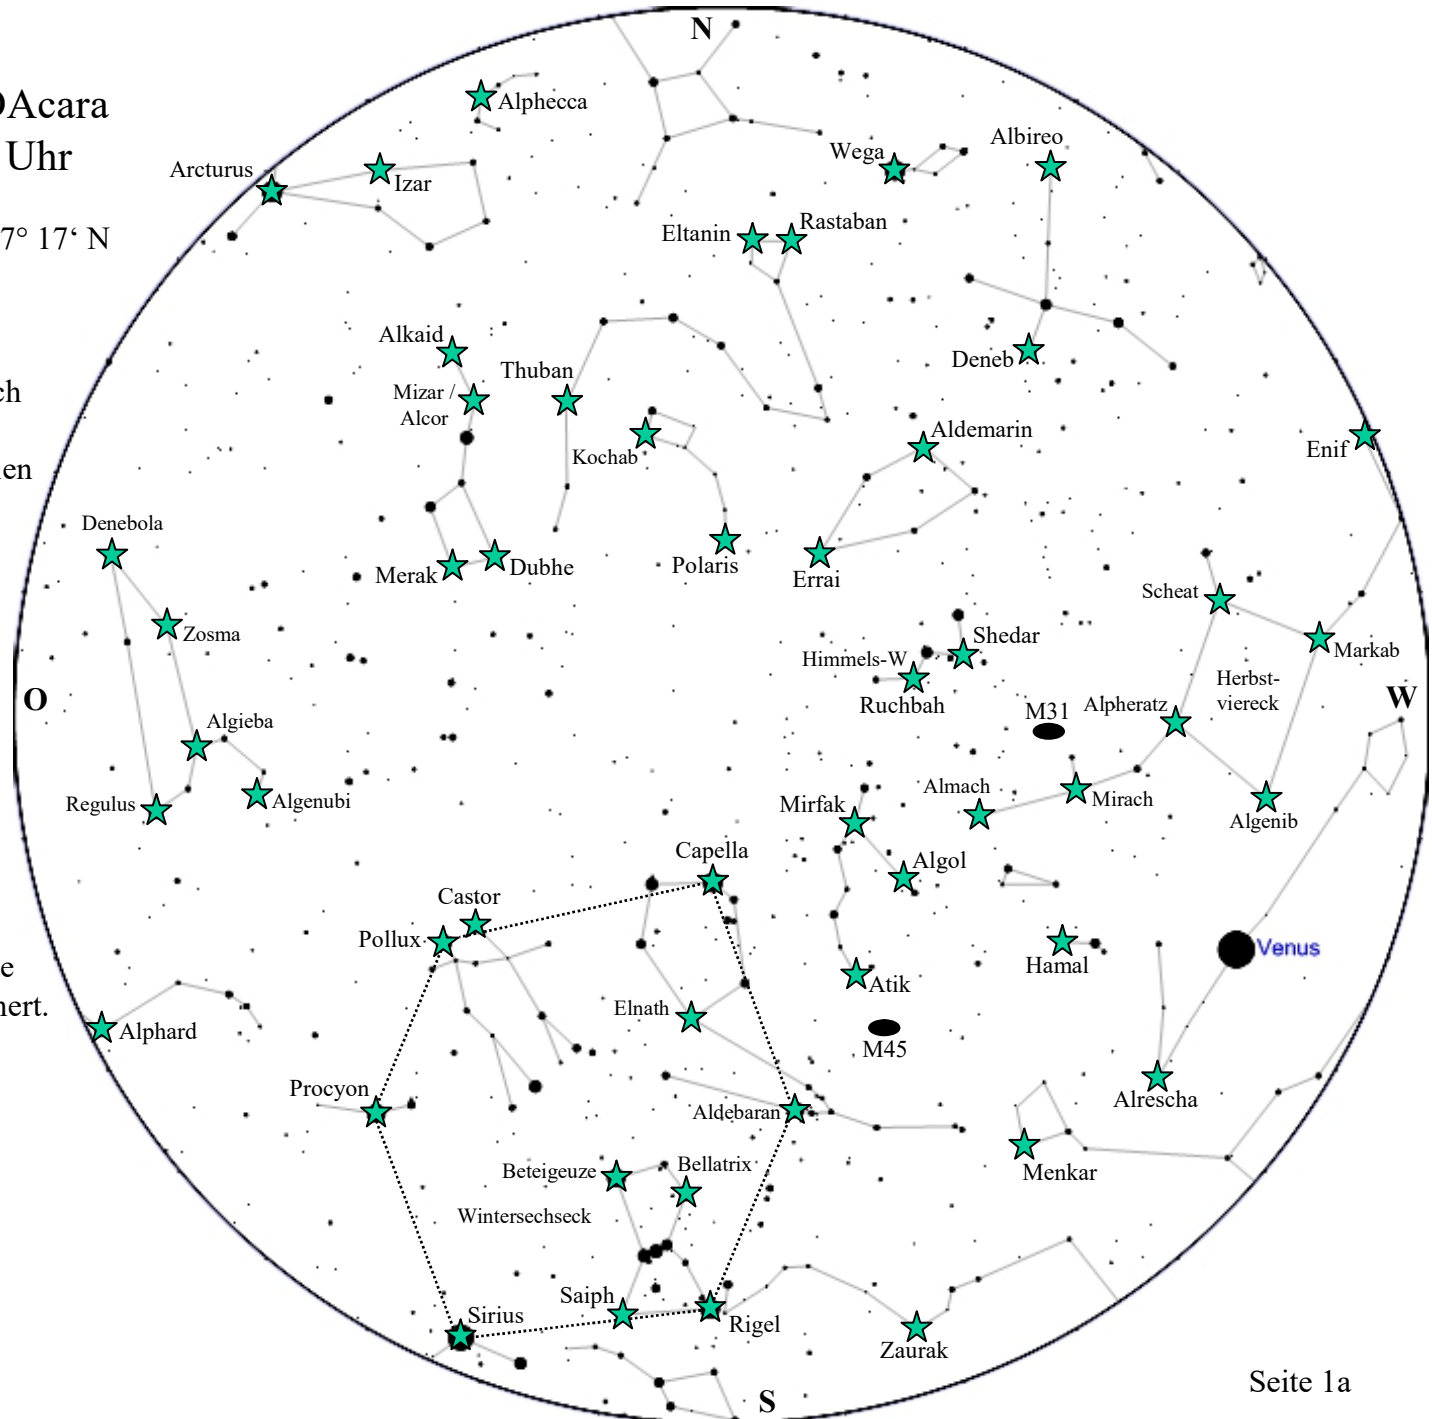 N
Acara
Uhr
7° 17‘ N
Alphecca
Arcturus
Izar
Wega
Albireo
Eltanin
Rastaban
Alkaid
Mizar /
Alcor
Thuban
Kochab
Deneb
Aldemarin
Enif
Denebola
Merak
Dubhe
Polaris
Errai
Zosma
Scheat
Markab
Shedar
Himmels-W
Ruchbah
Herbst-
viereck
O
W
M31
Alpheratz
Algieba
Regulus
Algenubi
Mirfak
Almach
Mirach
Algenib
Capella
Algol
Castor
Pollux
Hamal
Venus
Atik
Alphard
Elnath
M45
Procyon
Aldebaran
Alrescha
Menkar
Beteigeuze
Bellatrix
Wintersechseck
Saiph
Sirius
Rigel
Zaurak
S
Seite 1a